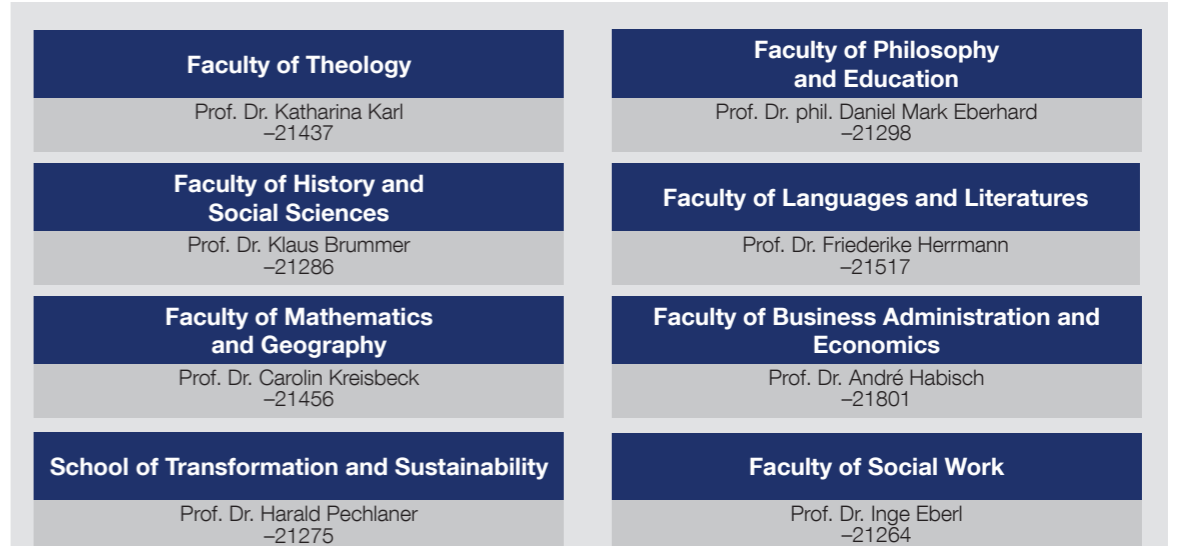 Faculty of Theology
Prof. Dr. Katharina Karl
–21437
Faculty of Philosophy
and Education
Prof. Dr. phil. Daniel Mark Eberhard
–21298
Faculty of History and
Social Sciences
Prof. Dr. Klaus Brummer
–21286
Faculty of Languages and Literatures
Prof. Dr. Friederike Herrmann
–21517
Faculty of Mathematics
and Geography
Prof. Dr. Carolin Kreisbeck
–21456
Faculty of Business Administration and
Economics
Prof. Dr. André Habisch
–21801
School of Transformation and Sustainability
Prof. Dr. Harald Pechlaner
–21275
Faculty of Social Work
Prof. Dr. Inge Eberl
–21264